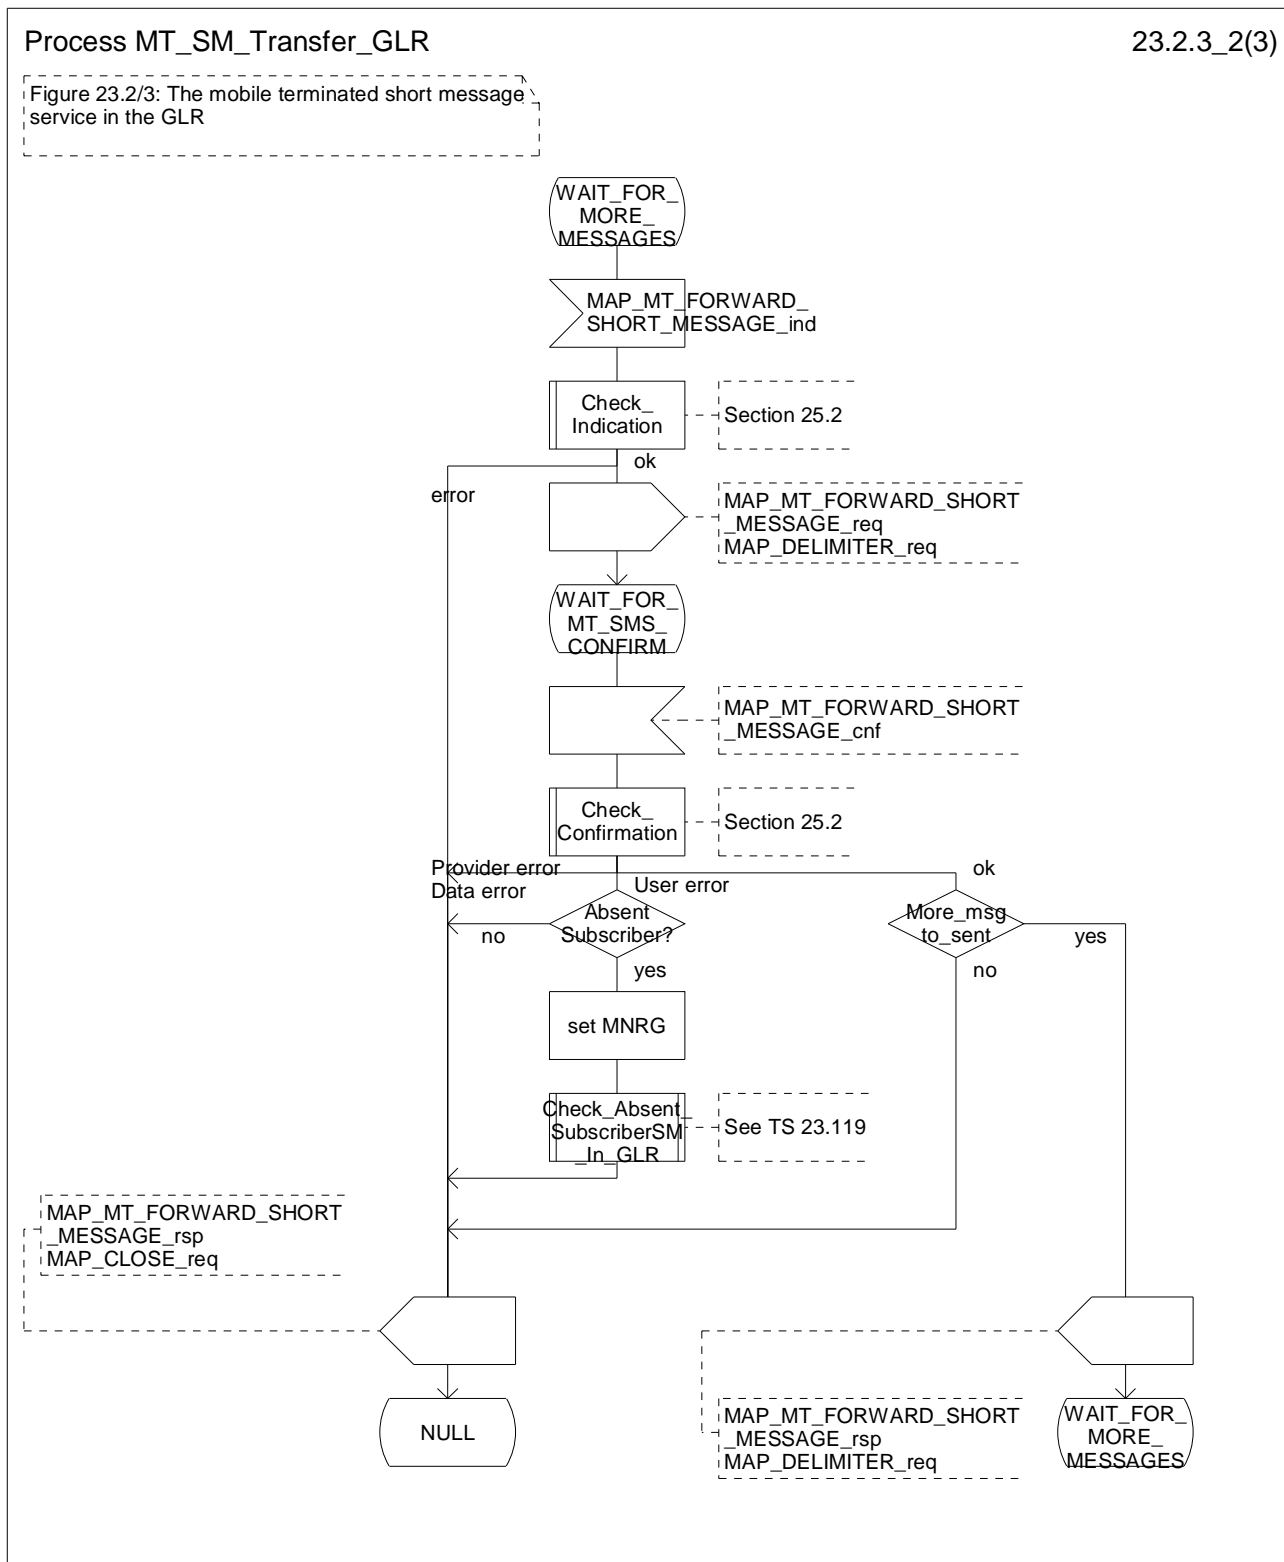 Process MT_SM_Transfer_GLR
23.2.3_2(3)
Figure 23.2/3: The mobile terminated short message
service in the GLR
WAIT_FOR_
MORE_
MESSAGES
MAP_MT_FORWARD_
SHORT_MESSAGE_ind
Check_
Indication
Section 25.2
ok
error
MAP_MT_FORWARD_SHORT
_MESSAGE_req
MAP_DELIMITER_req
WAIT_FOR_
MT_SMS_
CONFIRM
MAP_MT_FORWARD_SHORT
_MESSAGE_cnf
Check_
Confirmation
Section 25.2
Provider error
Data error
User error
ok
Absent
Subscriber?
no
yes
More_msg
to_sent
yes
no
set MNRG
Check_Absent_
SubscriberSM
_In_GLR
See TS 23.119
MAP_MT_FORWARD_SHORT
_MESSAGE_rsp
MAP_CLOSE_req
NULL
MAP_MT_FORWARD_SHORT
_MESSAGE_rsp
MAP_DELIMITER_req
WAIT_FOR_
MORE_
MESSAGES